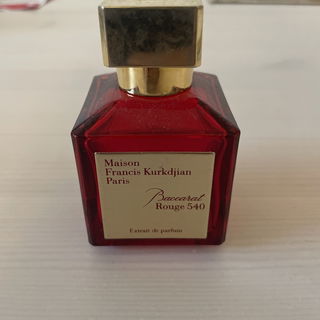 Maison
Francis Kurkdjian
Paris
Baccarat
Rouge 540
Extrait de parfum